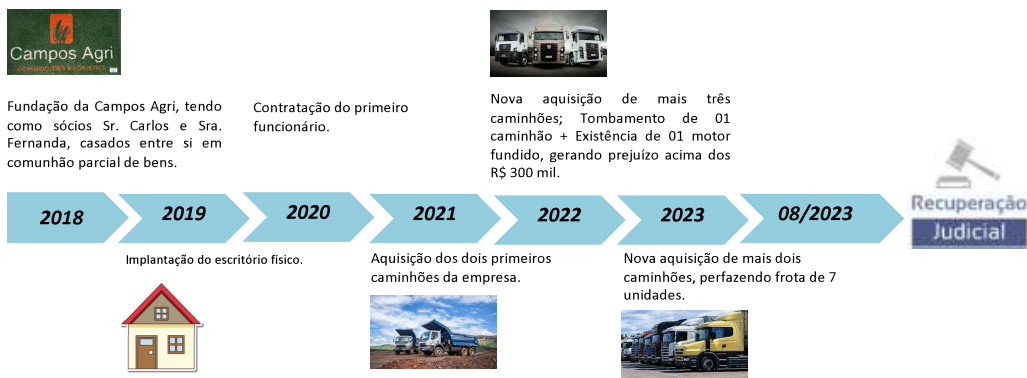 Campos Agri
COMMODITIES & LOGISTICS
Fundação da Campos Agri, tendo
como sócios Sr. Carlos e Sra.
Fernanda, casados entre si em
comunhão parcial de bens.
Contratação do primeiro
funcionário.
Nova aquisição de mais três
caminhões; Tombamento de 01
caminhão + Existência de 01 motor
fundido, gerando prejuízo acima dos
R$ 300 mil.
2018
2019
2020
2021
2022
2023
08/2023
Recuperação
Judicial
Implantação do escritório físico.
Aquisição dos dois primeiros
caminhões da empresa.
Nova aquisição de mais dois
caminhões, perfazendo frota de 7
unidades.